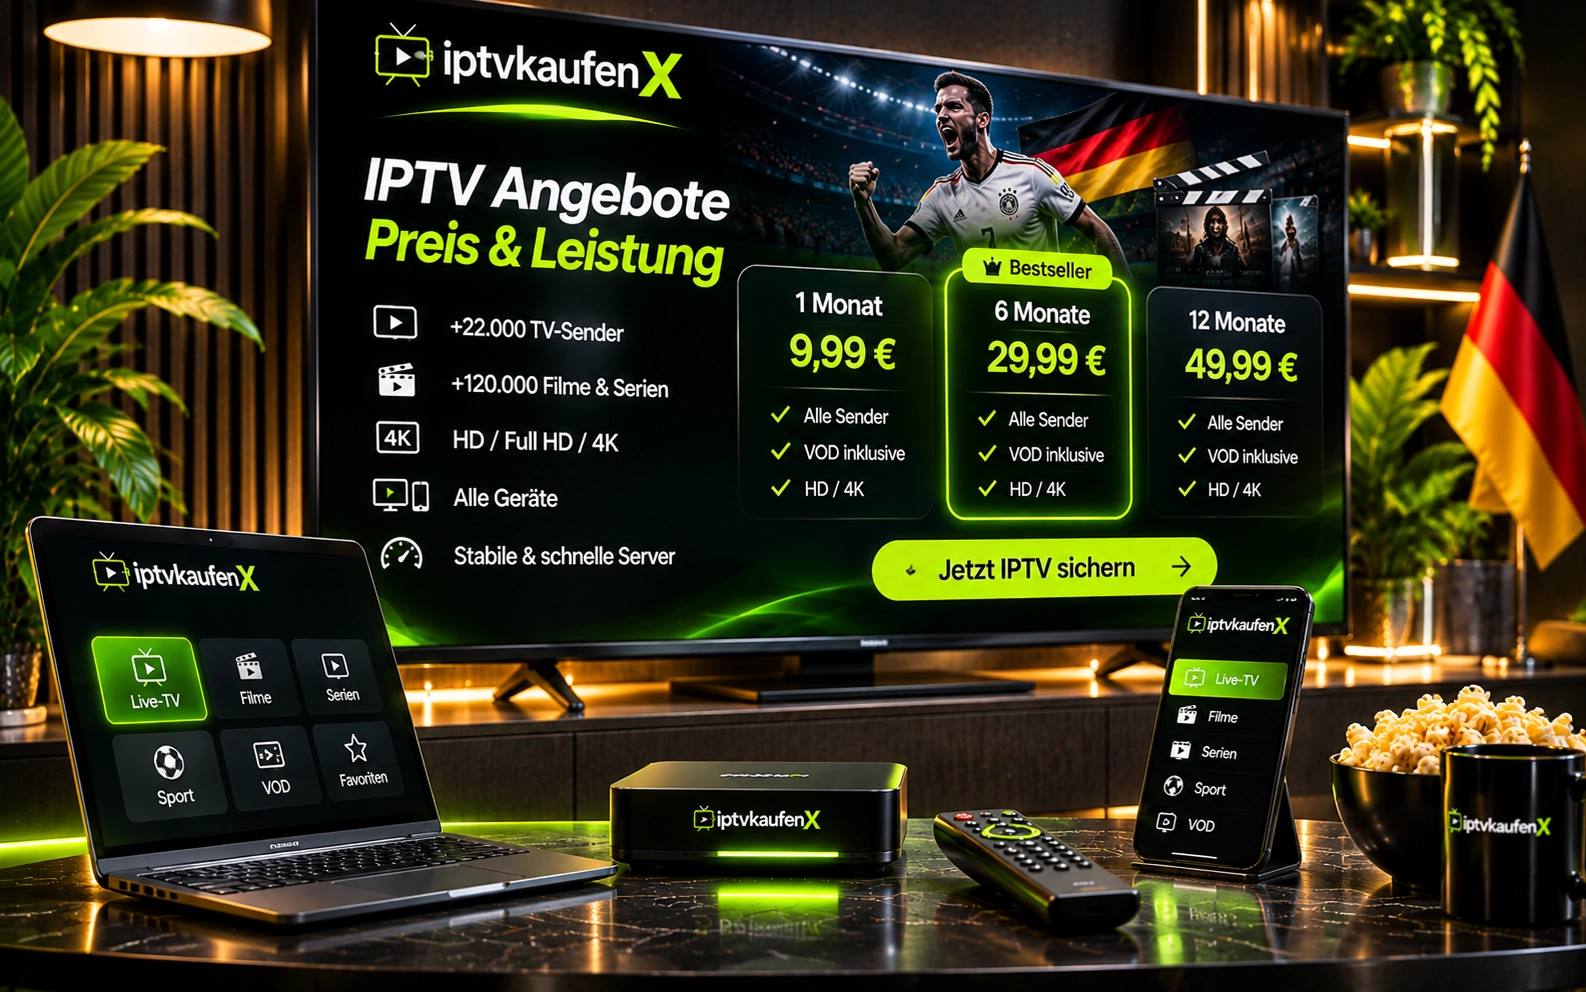 iptvkaufenX
IPTV Angebote
Preis & Leistung
+22.000 TV-Sender
+120.000 Filme & Serien
4K
HD / Full HD / 4K
Alle Geräte
Stabile & schnelle Server
7
Bestseller
1 Monat
9,99 €
Alle Sender
VOD inklusive
HD / 4K
6 Monate
29,99 €
Alle Sender
VOD inklusive
HD / 4K
12 Monate
49,99 €
Alle Sender
VOD inklusive
HD / 4K
Jetzt IPTV sichern
iptvkaufenX
Live-TV
Filme
Serien
Sport
VOD
Favoriten
iptvkaufenX
iptvkaufenX
Live-TV
Filme
Serien
Sport
VOD
iptvkaufenX